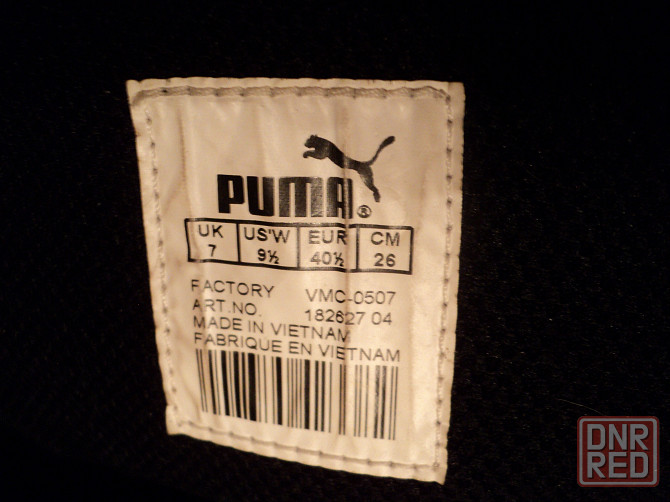 PUMA®
UK US'W EUR CM
7 9½ 40½ 26
FACTORY VMC-0507
ART.NO. 182627 04
MADE IN VIETNAM
FABRIQUE EN VIETNAM
DNR
RED